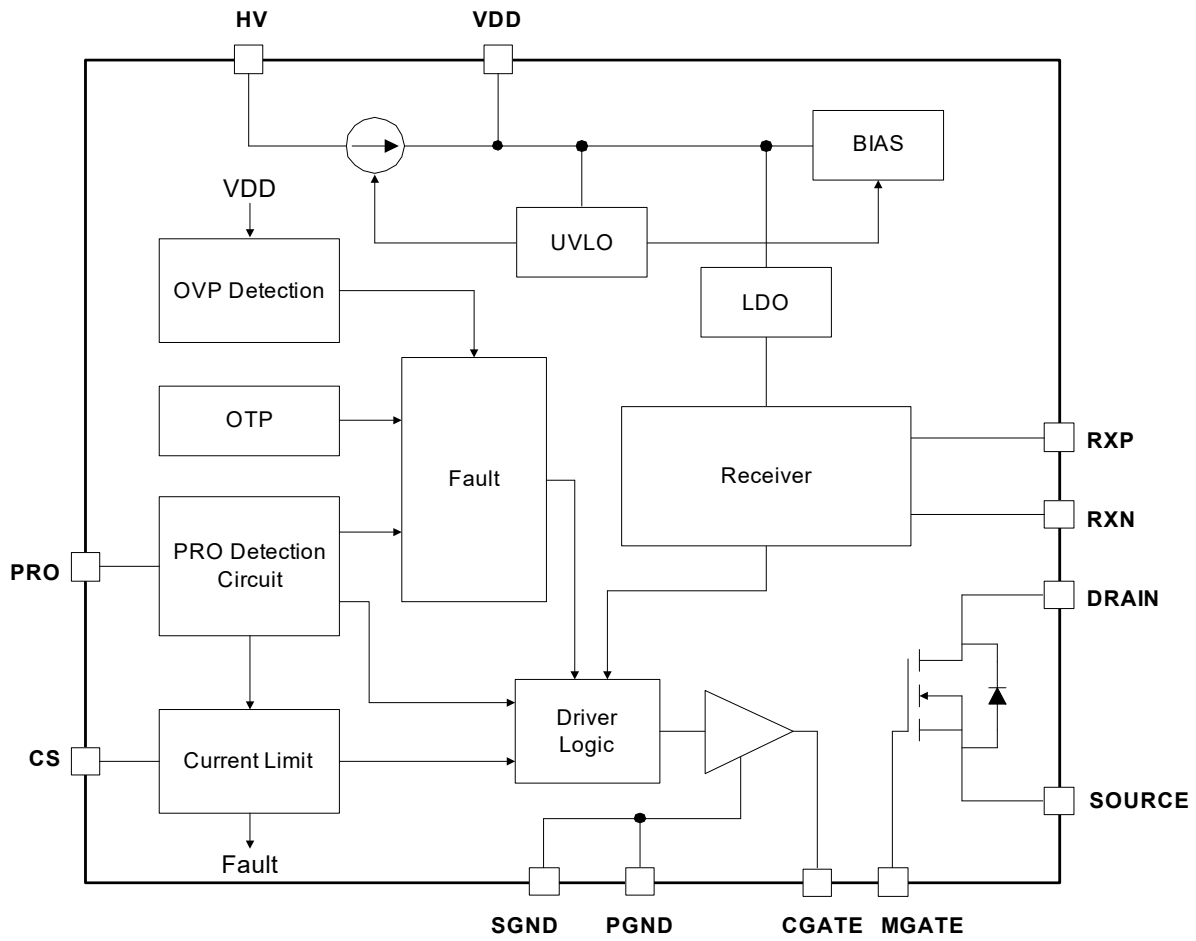 HV
VDD
BIAS
VDD
UVLO
OVP Detection
LDO
OTP
RXP
Fault
Receiver
RXN
PRO
PRO Detection
Circuit
DRAIN
Driver
Logic
CS
Current Limit
SOURCE
Fault
SGND
PGND
CGATE
MGATE